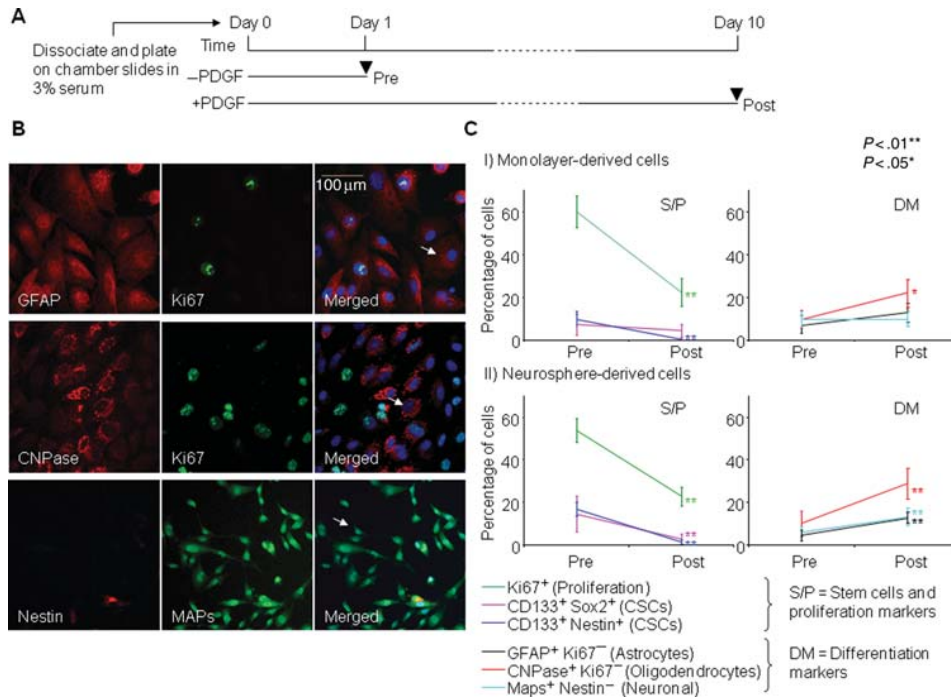 A
Day 0
Day 1
Day 10
Dissociate and plate
on chamber slides in
3% serum
Time
–PDGF
Pre
+PDGF
Post
B
GFAP
Ki67
100 μm
Merged
CNPase
Ki67
Merged
Nestin
MAPs
Merged
C
P < .01**
P < .05*
I) Monolayer-derived cells
Percentage of cells
60
40
20
0
S/P
**
**
Pre
Post
60
40
20
0
DM
*
Pre
Post
II) Neurosphere-derived cells
Percentage of cells
60
40
20
0
S/P
**
**
**
Pre
Post
60
40
20
0
DM
**
**
**
Pre
Post
Ki67+ (Proliferation)
CD133+ Sox2+ (CSCs)
CD133+ Nestin+ (CSCs)
S/P = Stem cells and
proliferation markers
GFAP+ Ki67– (Astrocytes)
CNPase+ Ki67– (Oligodendrocytes)
Maps+ Nestin– (Neuronal)
DM = Differentiation
markers